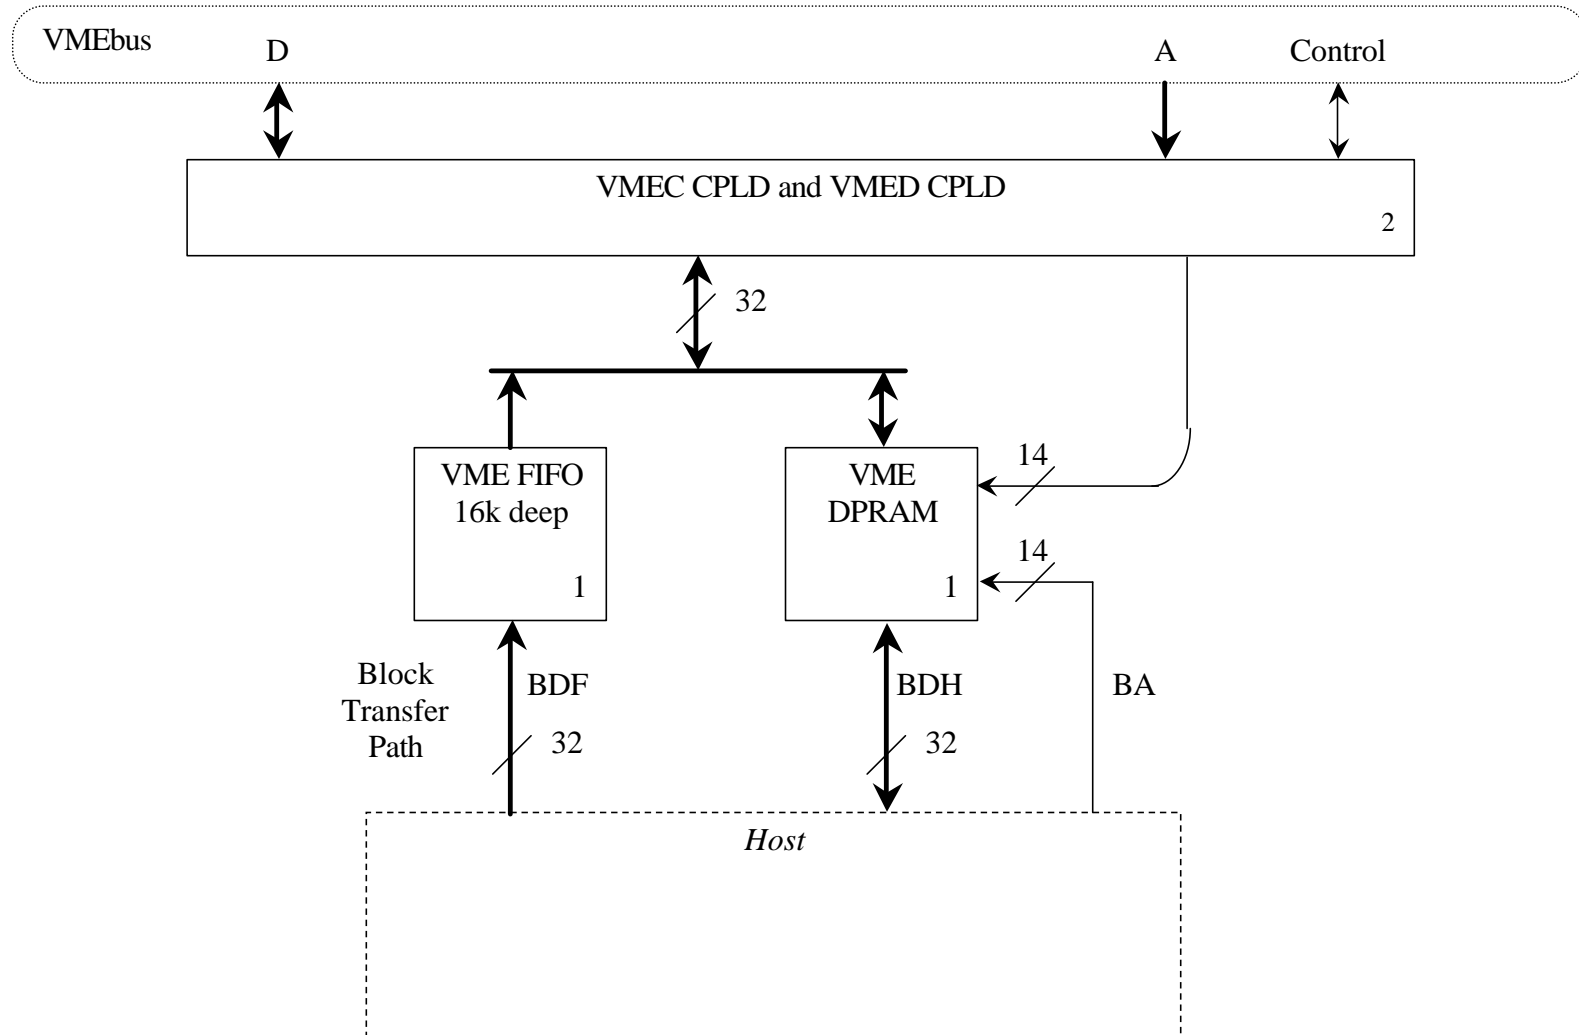 VMEbus
D
A
Control
VMEC CPLD and VMED CPLD
2
32
VME FIFO
16k deep
1
VME
DPRAM
1
14
14
Block
Transfer
Path
BDF
32
BDH
32
BA
Host